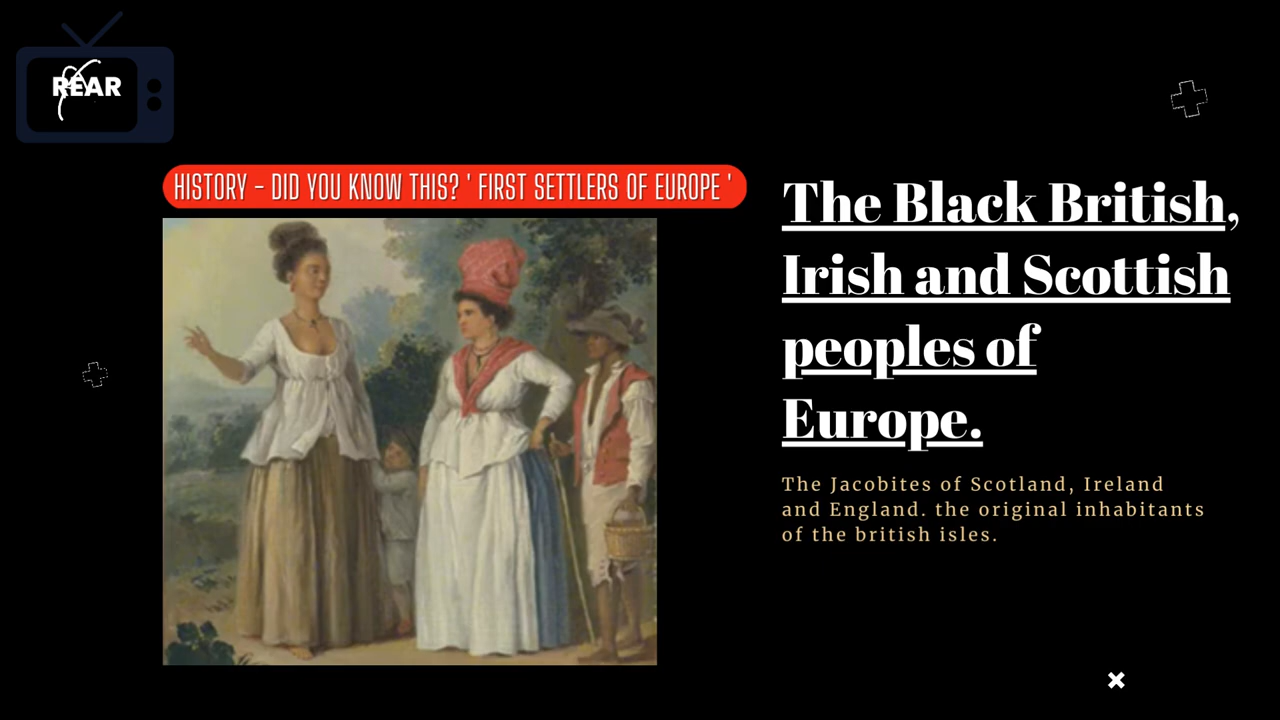 REAR
HISTORY - DID YOU KNOW THIS? ' FIRST SETTLERS OF EUROPE '
The Black British,
Irish and Scottish
peoples of
Europe.
The Jacobites of Scotland, Ireland
and England. the original inhabitants
of the british isles.